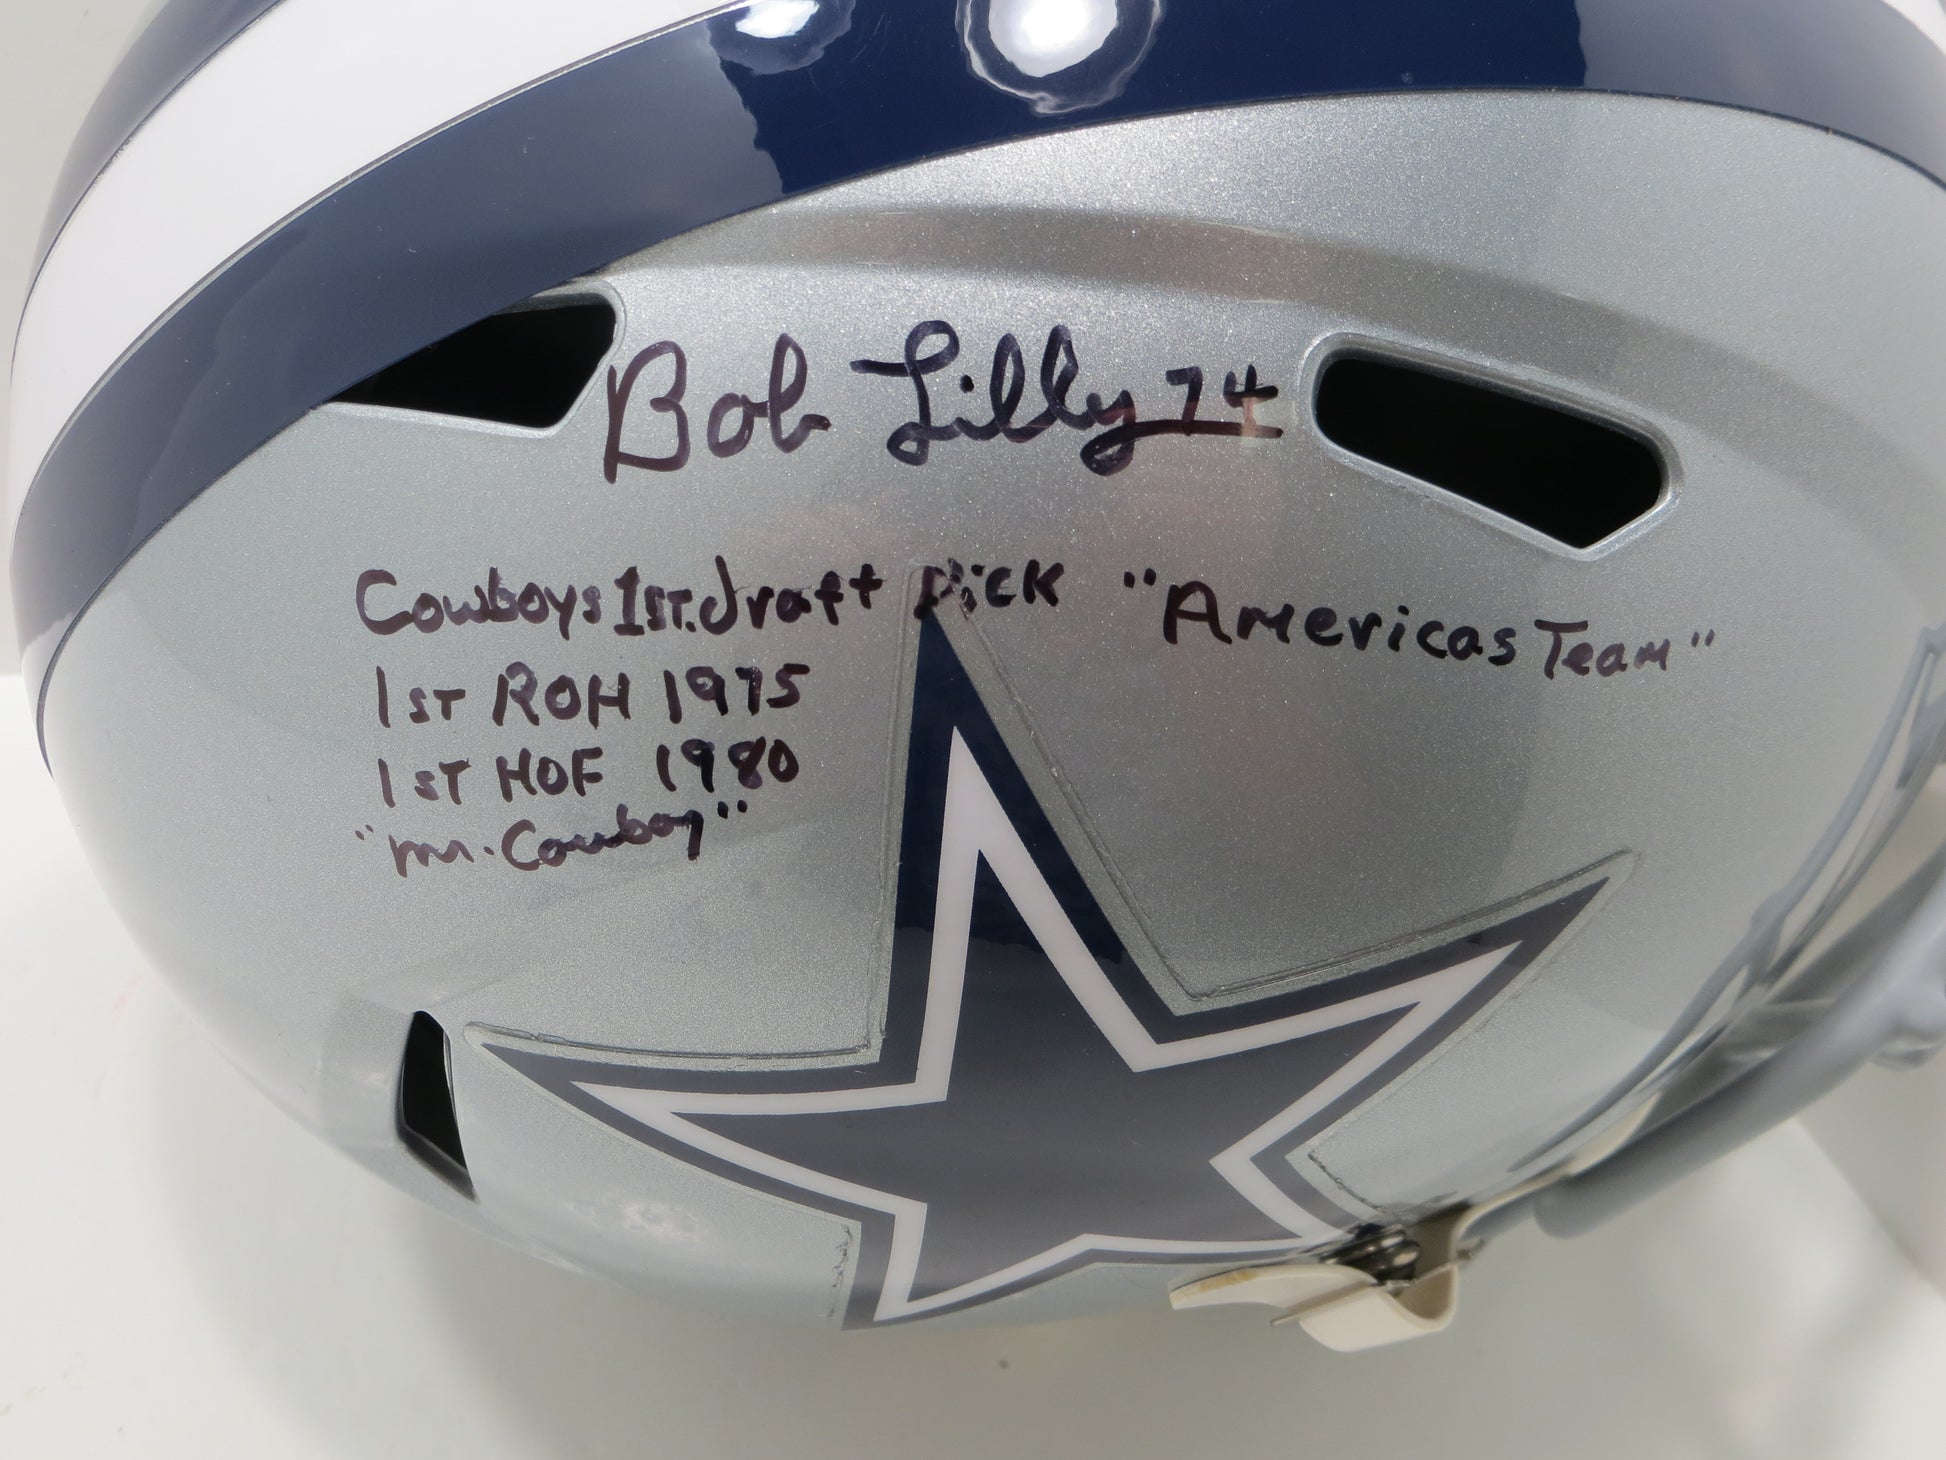 Bob Lilly 74
Cowboys 1st. draft Pick "Americas Team"
1ST ROH 1975
1ST HOF 1980
"Mr. Cowboy"